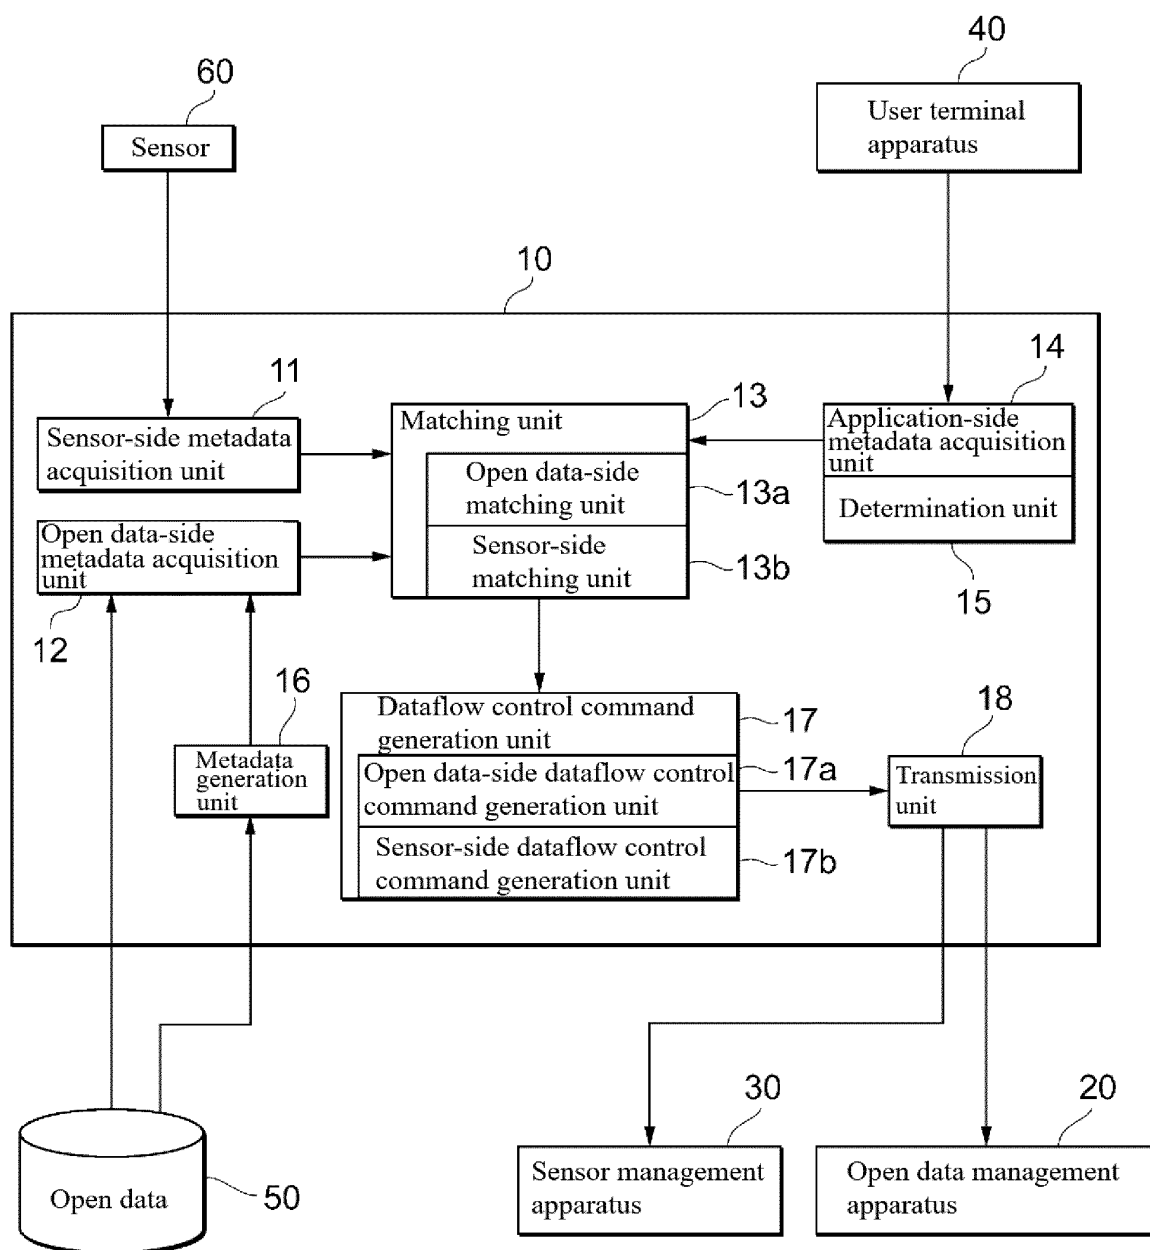 40
60
User terminal
apparatus
Sensor
10
11
14
13
Matching unit
Application-side
metadata acquisition
unit
Sensor-side metadata
acquisition unit
Open data-side
matching unit
13a
Determination unit
Open data-side
metadata acquisition
unit
Sensor-side
matching unit
13b
15
12
16
18
Dataflow control command
generation unit
17
Metadata
generation
unit
Open data-side dataflow control
command generation unit
17a
Transmission
unit
Sensor-side dataflow control
command generation unit
17b
30
20
Open data
50
Sensor management
apparatus
Open data management
apparatus